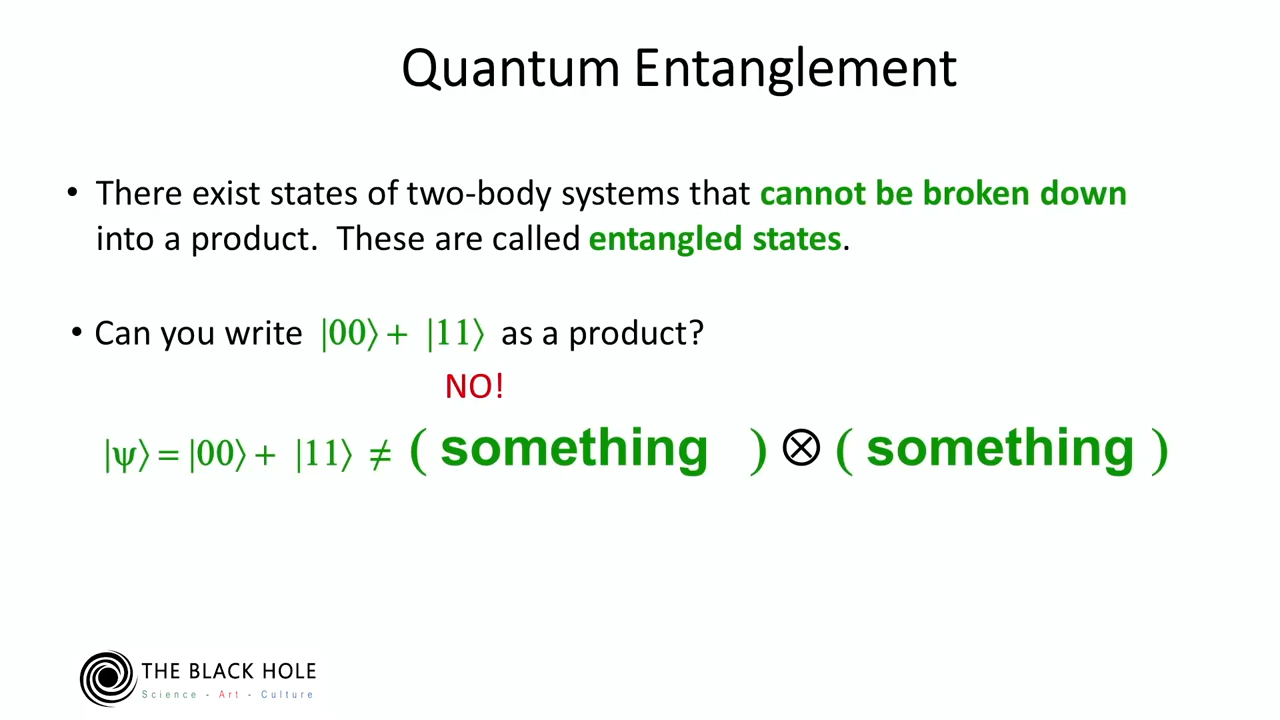 Quantum Entanglement
• There exist states of two-body systems that cannot be broken down
into a product.  These are called entangled states.
• Can you write |00⟩ + |11⟩ as a product?
NO!
|ψ⟩ = |00⟩ + |11⟩ ≠ ( something ) ⊗ ( something )
THE BLACK HOLE
Science - Art - Culture